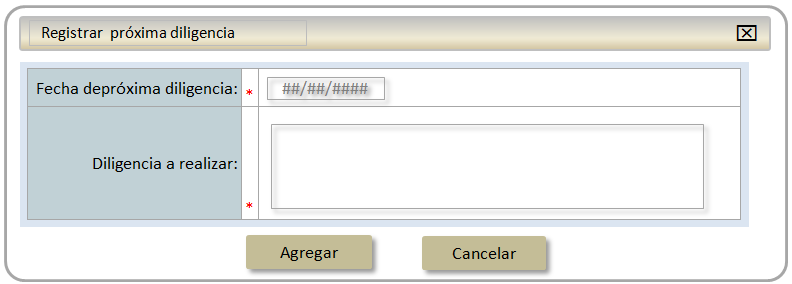 Registrar próxima diligencia
Fecha depróxima diligencia:
*
##/##/####
Diligencia a realizar:
*
Agregar
Cancelar